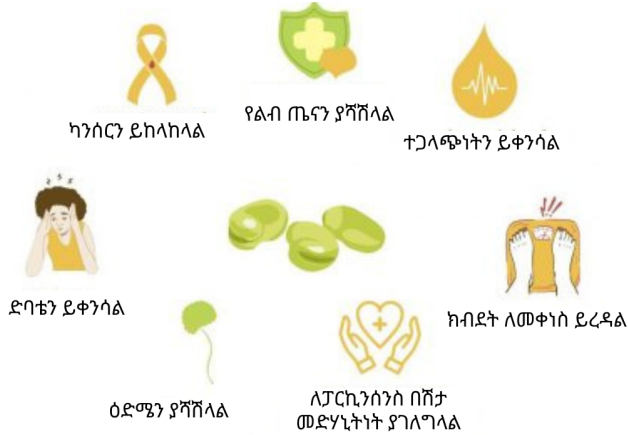 የልብ ጤናን ያሻሽላል
ካንሰርን ይከላከላል
ተጋላጭነትን ይቀንሳል
ድባቴን ይቀንሳል
ክብደት ለመቀነስ ይረዳል
ዕድሜን ያሻሽላል
ለፓርኪንሰንስ በሽታ
መድሃኒትነት ያገለግላል